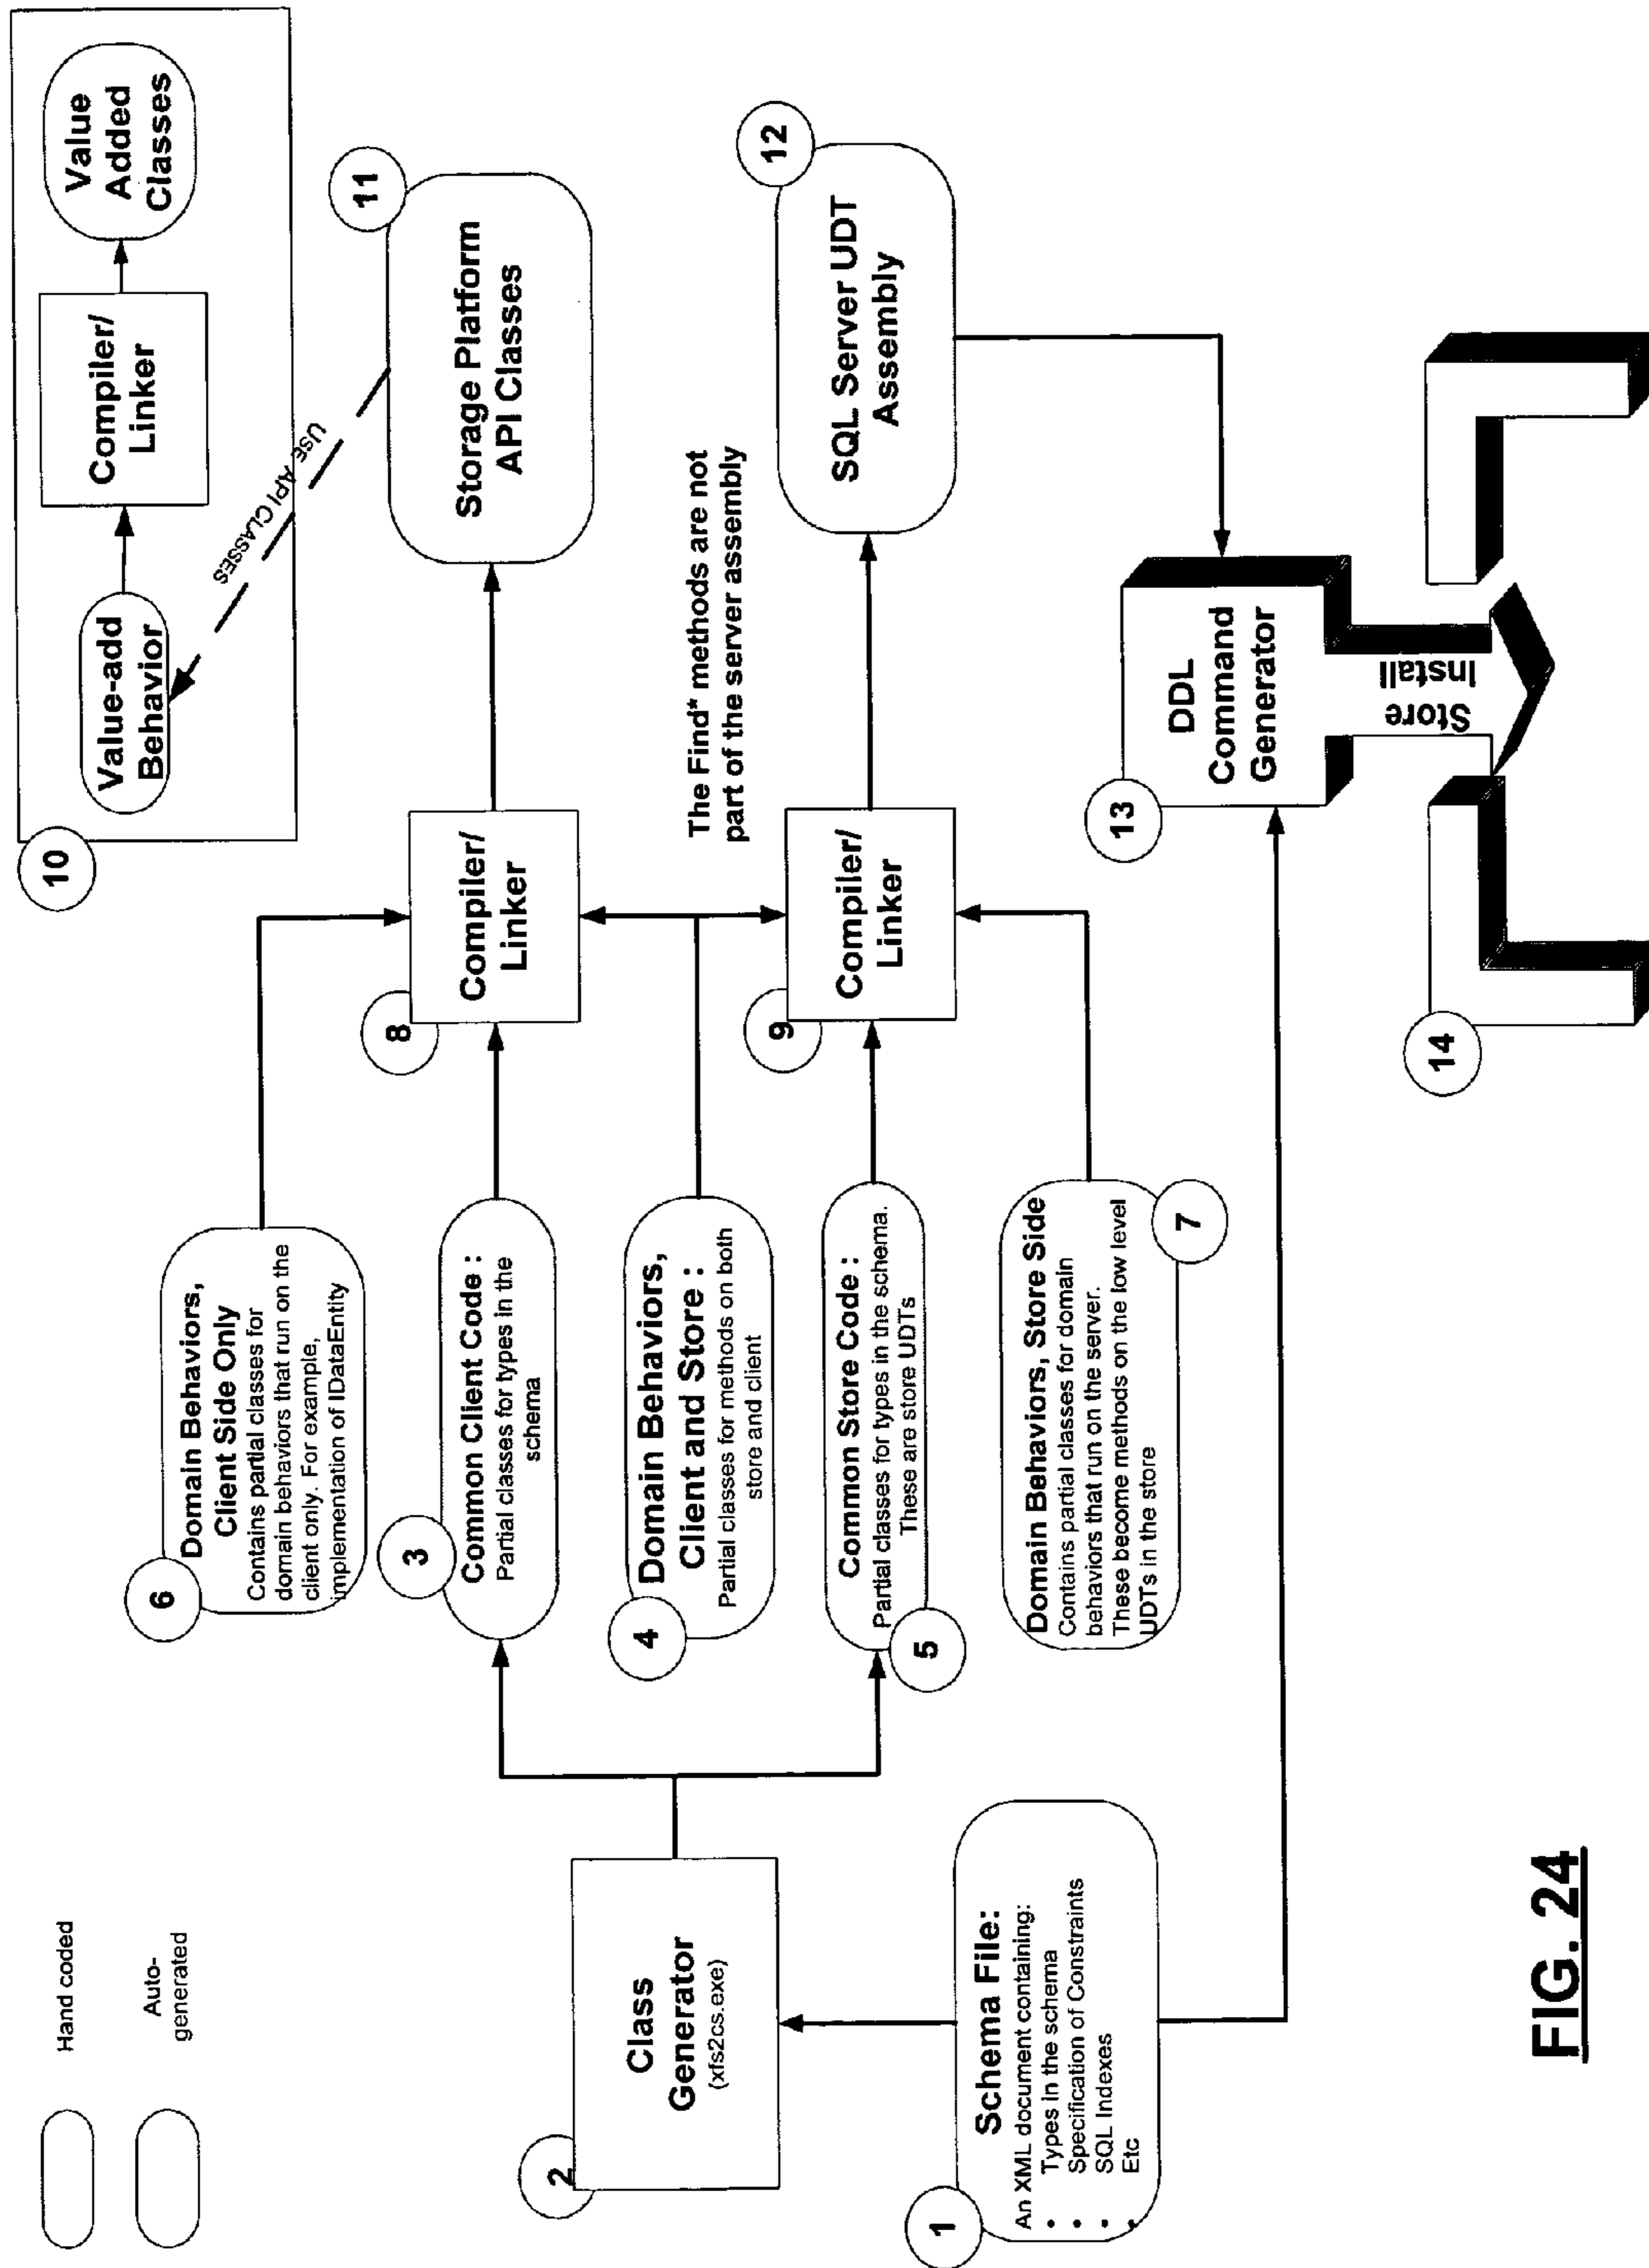 Hand coded
Auto-
generated
10
Value-add
Behavior
Compiler/
Linker
Value
Added
Classes
USE API CLASSES
6
Domain Behaviors,
Client Side Only
Contains partial classes for
domain behaviors that run on the
client only. For example,
implementation of IDataEntity
3
Common Client Code :
Partial classes for types in the
schema
8
Compiler/
Linker
11
Storage Platform
API Classes
2
Class
Generator
(xfs2cs.exe)
4
Domain Behaviors,
Client and Store :
Partial classes for methods on both
store and client
The Find* methods are not
part of the server assembly
5
Common Store Code :
Partial classes for types in the schema.
These are store UDTs
9
Compiler/
Linker
12
SQL Server UDT
Assembly
1
Schema File:
An XML document containing:
• Types in the schema
• Specification of Constraints
• SQL Indexes
• Etc
7
Domain Behaviors, Store Side
Contains partial classes for domain
behaviors that run on the server.
These become methods on the low level
UDTs in the store
13
DDL
Command
Generator
Store
Install
14
FIG. 24